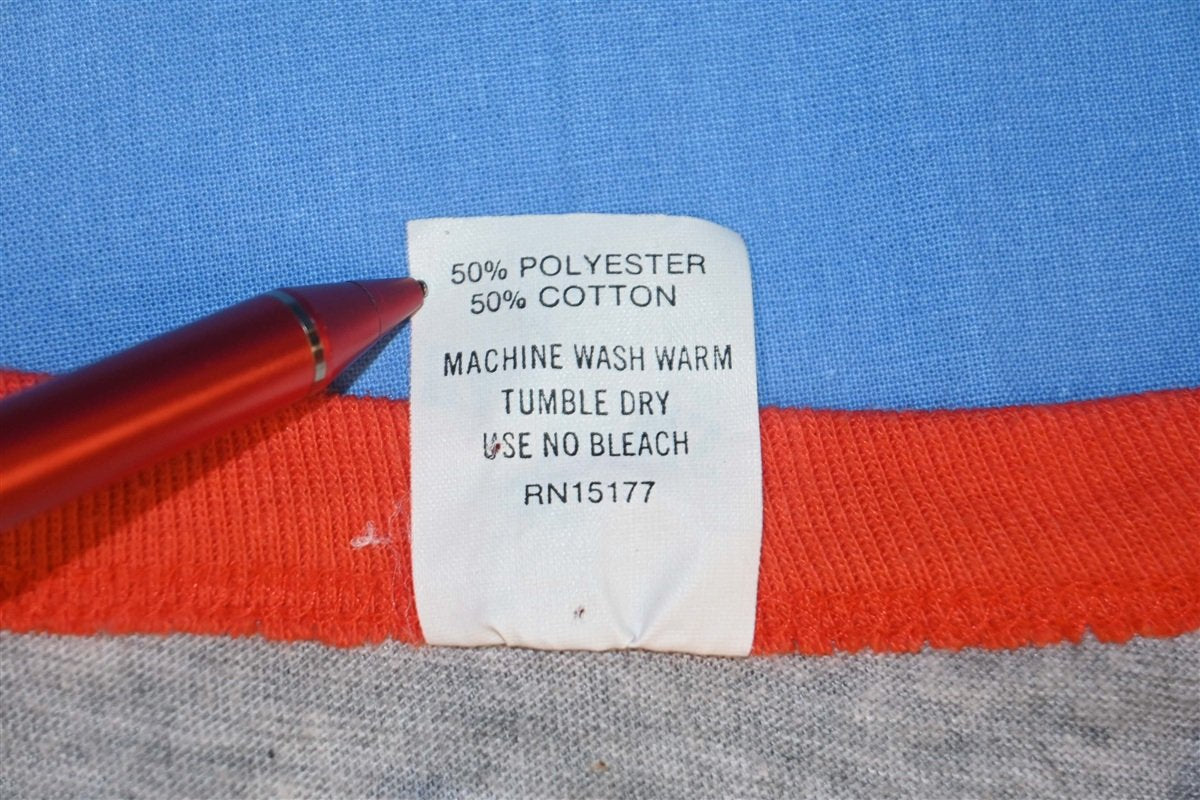 50% POLYESTER
50% COTTON
MACHINE WASH WARM
TUMBLE DRY
USE NO BLEACH
RN15177